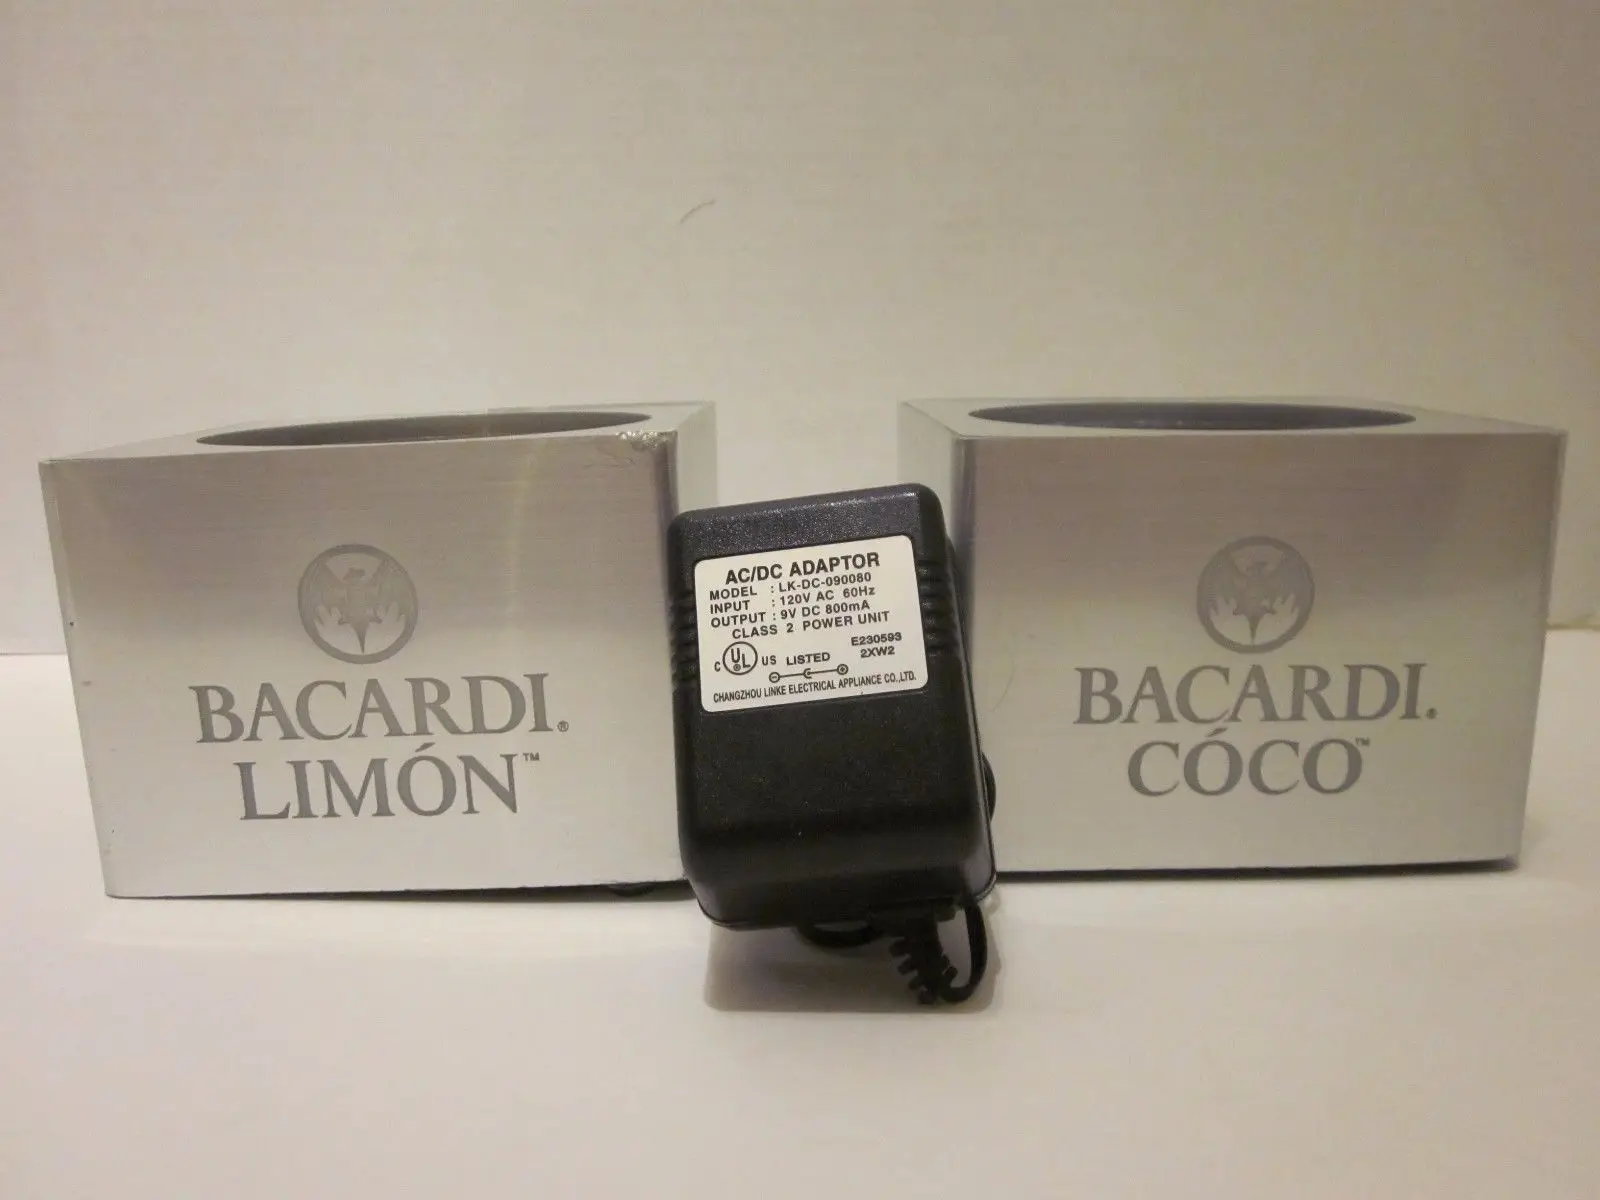 BACARDI®
LIMÓN™
AC/DC ADAPTOR
MODEL : LK-DC-090080
INPUT : 120V AC 60Hz
OUTPUT : 9V DC 800mA
CLASS 2 POWER UNIT
E230593
C UL US LISTED 2XW2
CHANGZHOU LINKE ELECTRICAL APPLIANCE CO.,LTD.
BACARDI®
CÓCO™